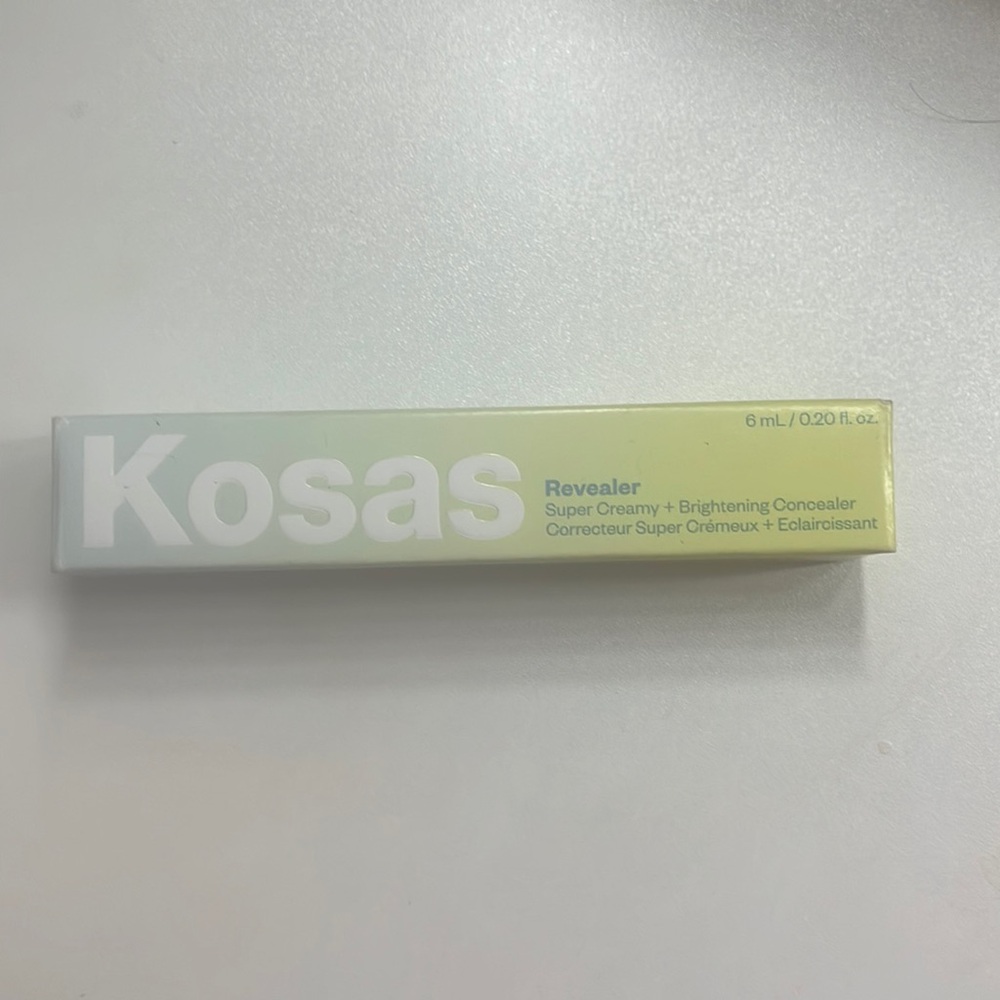 Kosas
6 mL / 0.20 fl. oz.
Revealer
Super Creamy + Brightening Concealer
Correcteur Super Crémeux + Eclaircissant